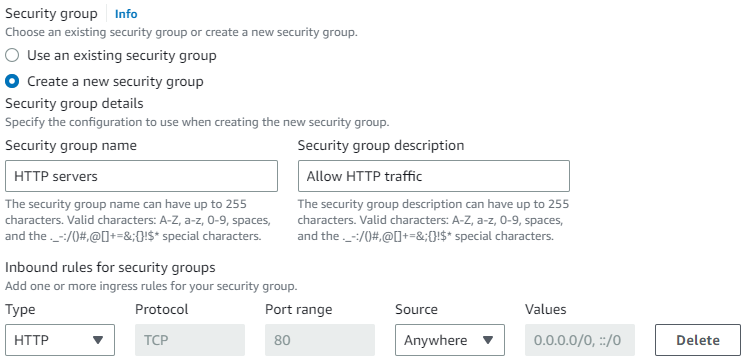 Security group Info
Choose an existing security group or create a new security group.
Use an existing security group
Create a new security group
Security group details
Specify the configuration to use when creating the new security group.
Security group name
HTTP servers
The security group name can have up to 255
characters. Valid characters: A-Z, a-z, 0-9, spaces,
and the ._-:/()#,@[]+=&;{}!$* special characters.
Security group description
Allow HTTP traffic
The security group description can have up to 255
characters. Valid characters: A-Z, a-z, 0-9, spaces,
and the ._-:/()#,@[]+=&;{}!$* special characters.
Inbound rules for security groups
Add one or more ingress rules for your security group.
Type Protocol Port range Source Values
HTTP TCP 80 Anywhere 0.0.0.0/0, ::/0 Delete